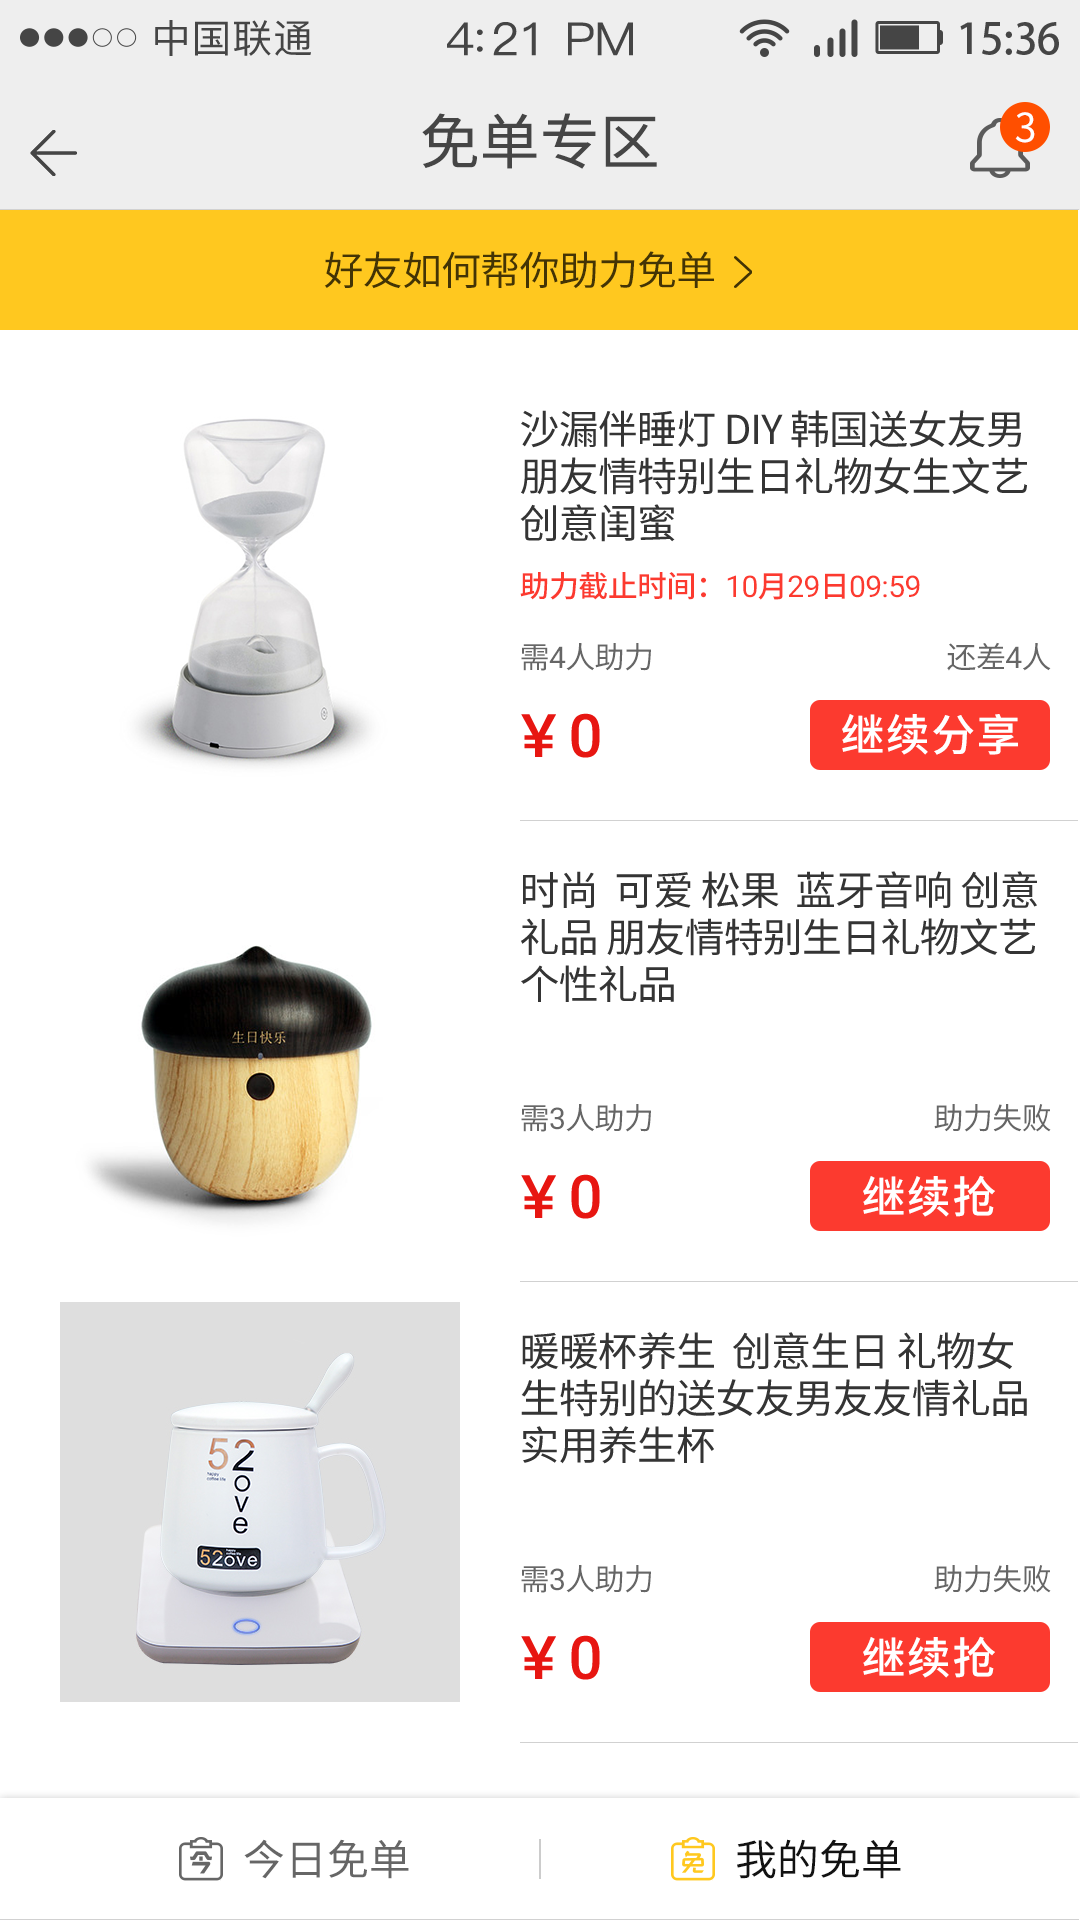 中国联通 4:21 PM 15:36
免单专区
3
好友如何帮你助力免单
沙漏伴睡灯 DIY 韩国送女友男
朋友情特别生日礼物女生文艺
创意闺蜜
助力截止时间：10月29日09:59
需4人助力 还差4人
¥ 0 继续分享
时尚 可爱 松果 蓝牙音响 创意
礼品 朋友情特别生日礼物文艺
个性礼品
生日快乐
需3人助力 助力失败
¥ 0 继续抢
暖暖杯养生 创意生日 礼物女
生特别的送女友男友友情礼品
实用养生杯
52
ove
happy
coffee life
52ove
需3人助力 助力失败
¥ 0 继续抢
今 今日免单 免 我的免单